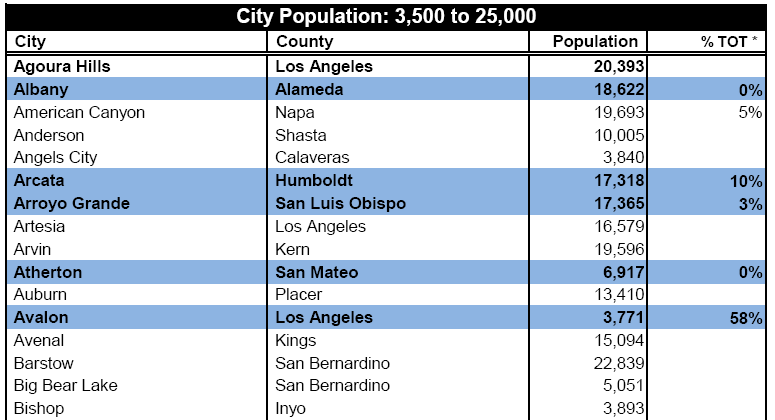 City Population: 3,500 to 25,000
City County Population % TOT *
Agoura Hills Los Angeles 20,393
Albany Alameda 18,622 0%
American Canyon Napa 19,693 5%
Anderson Shasta 10,005
Angels City Calaveras 3,840
Arcata Humboldt 17,318 10%
Arroyo Grande San Luis Obispo 17,365 3%
Artesia Los Angeles 16,579
Arvin Kern 19,596
Atherton San Mateo 6,917 0%
Auburn Placer 13,410
Avalon Los Angeles 3,771 58%
Avenal Kings 15,094
Barstow San Bernardino 22,839
Big Bear Lake San Bernardino 5,051
Bishop Inyo 3,893